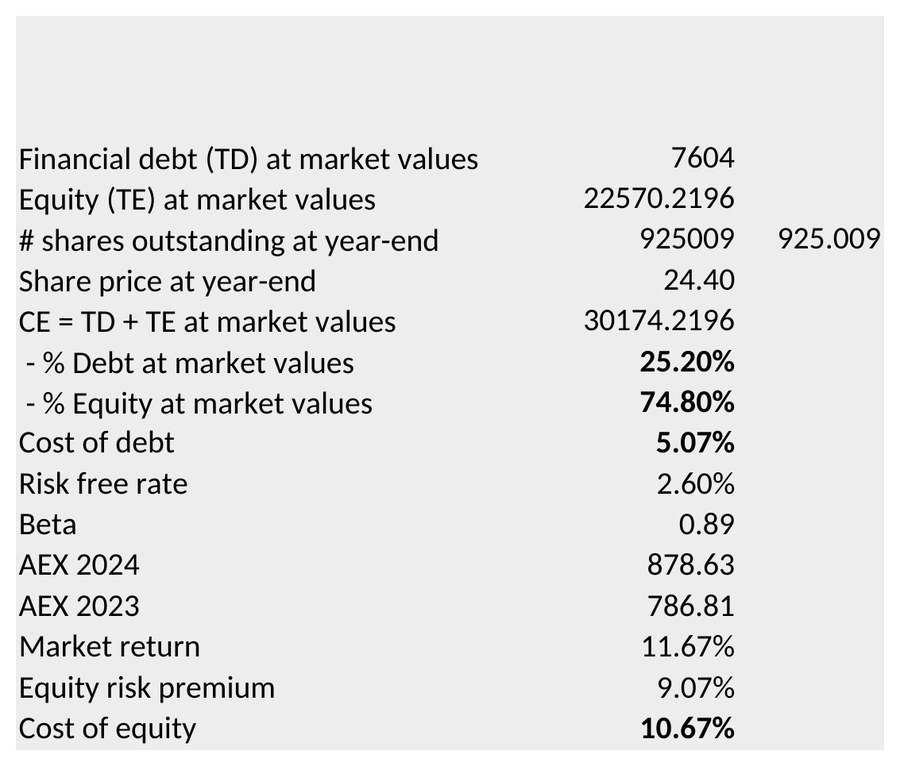 Financial debt (TD) at market values 7604
Equity (TE) at market values 22570.2196
# shares outstanding at year-end 925009 925.009
Share price at year-end 24.40
CE = TD + TE at market values 30174.2196
- % Debt at market values 25.20%
- % Equity at market values 74.80%
Cost of debt 5.07%
Risk free rate 2.60%
Beta 0.89
AEX 2024 878.63
AEX 2023 786.81
Market return 11.67%
Equity risk premium 9.07%
Cost of equity 10.67%